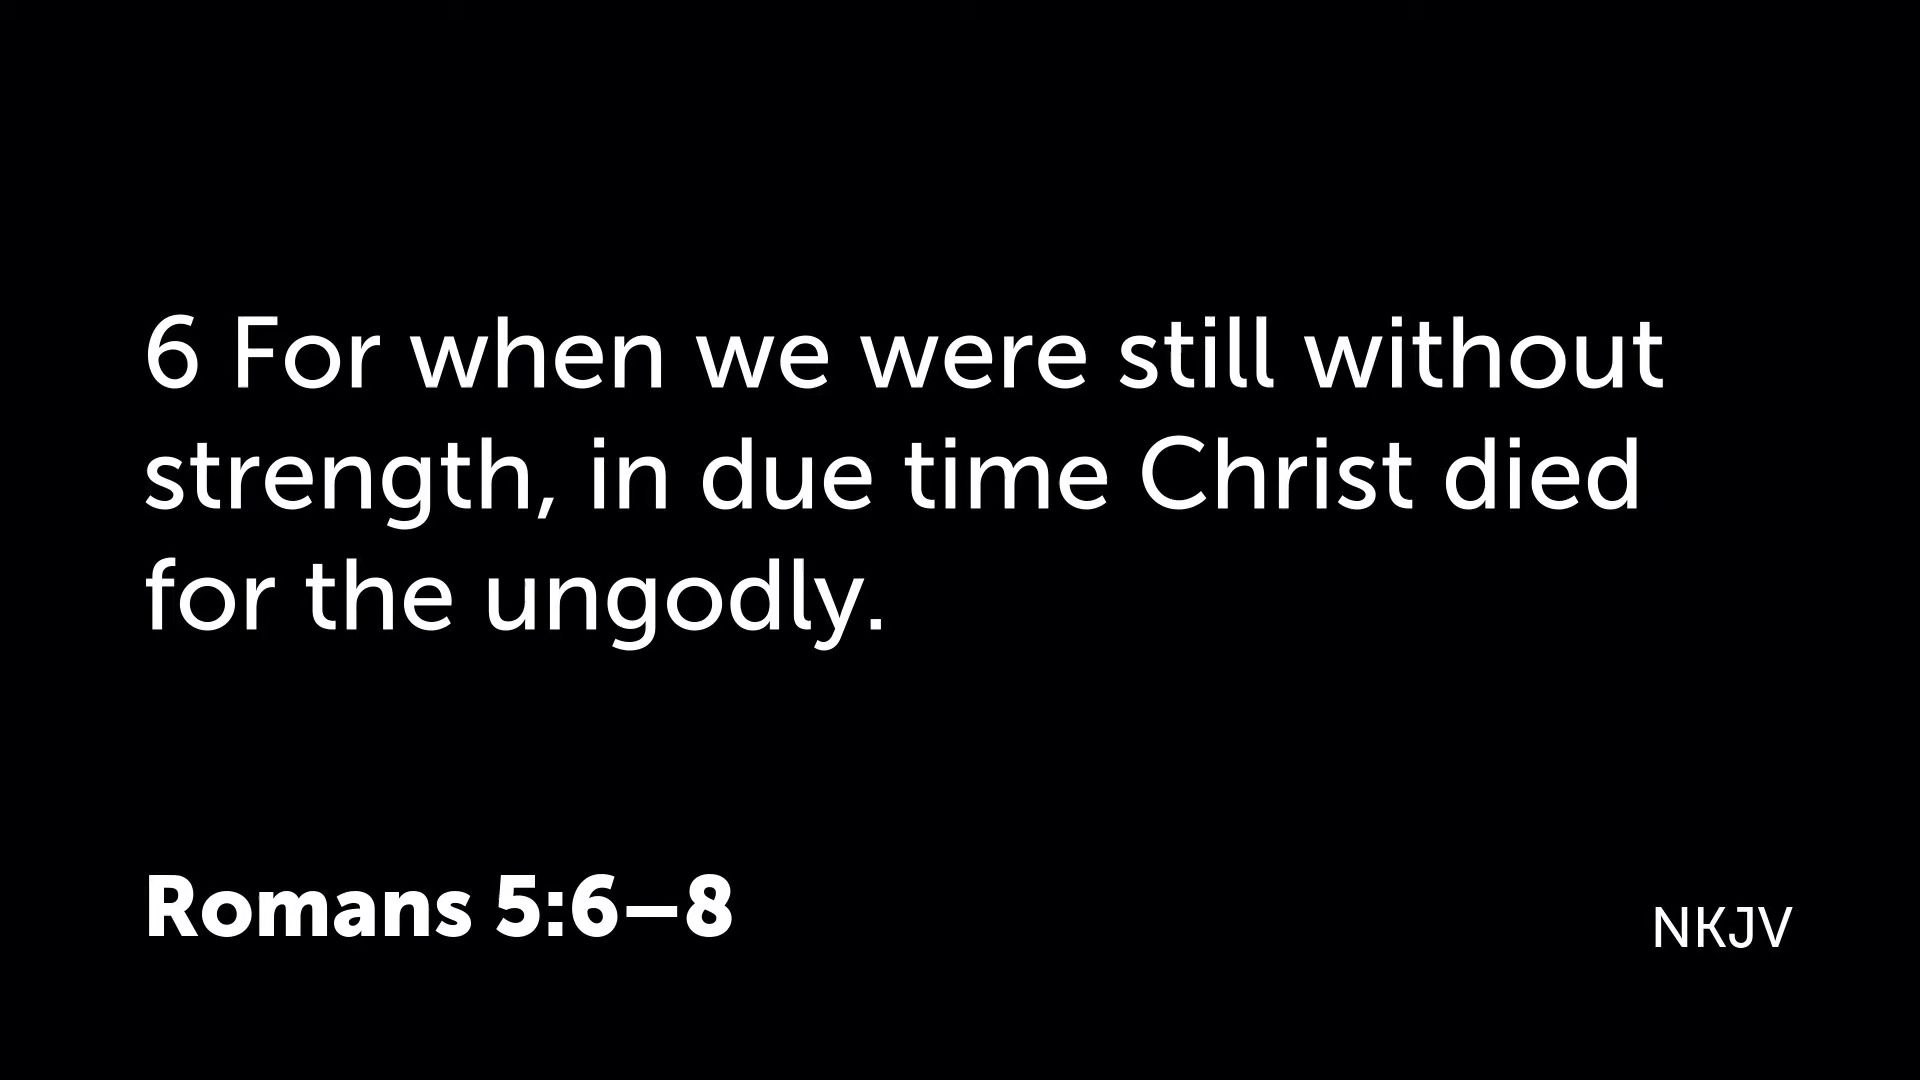 6 For when we were still without
strength, in due time Christ died
for the ungodly.
Romans 5:6–8
NKJV